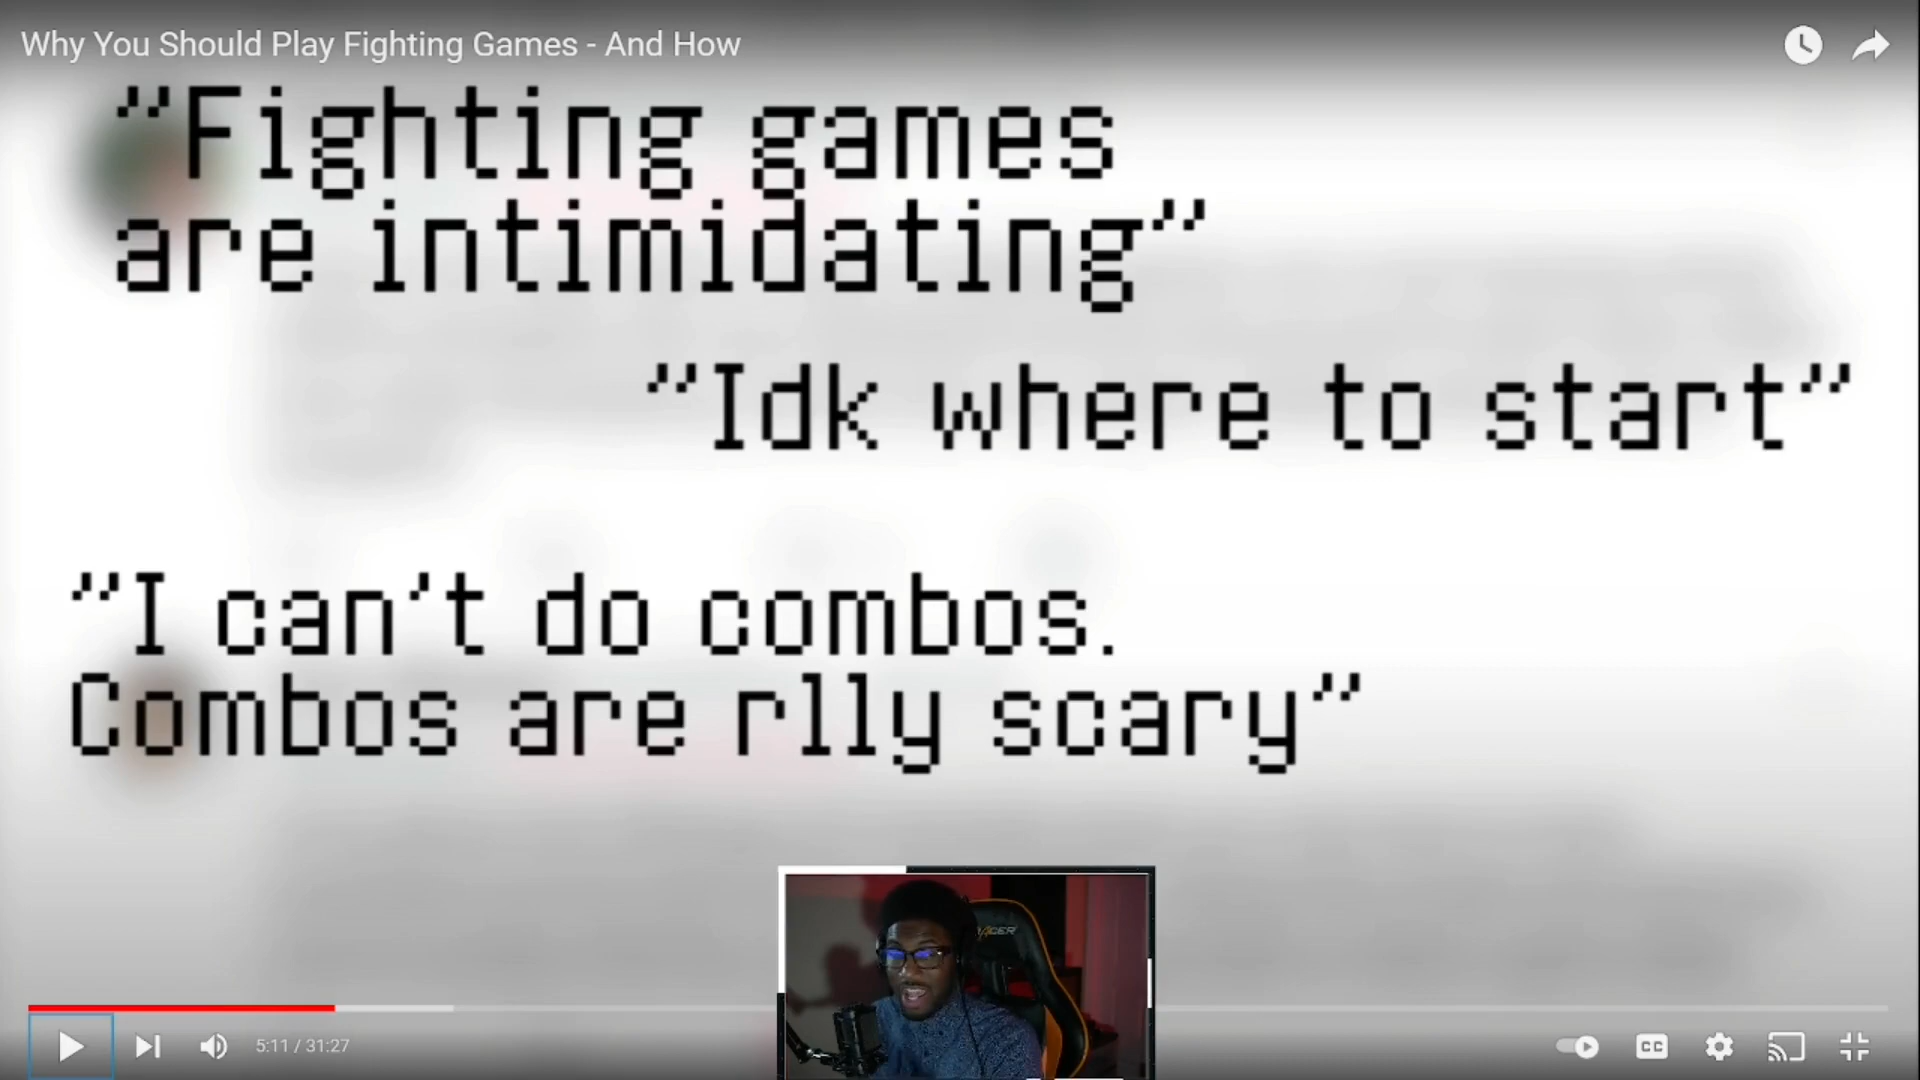 Why You Should Play Fighting Games - And How
"Fighting games
are intimidating"
"Idk where to start"
"I can't do combos.
Combos are rlly scary"
5:11 / 31:27
CC